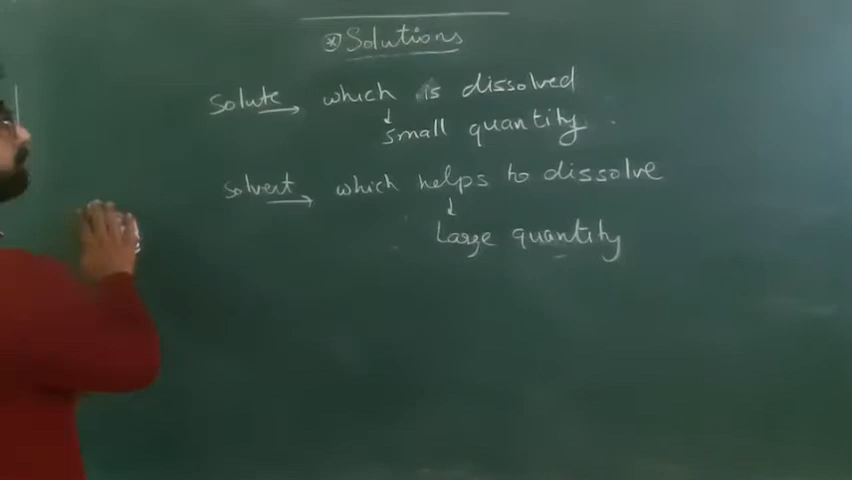 * Solutions
Solute → which is dissolved
↓ small quantity
solvent → which helps to dissolve
↓ Large quantity